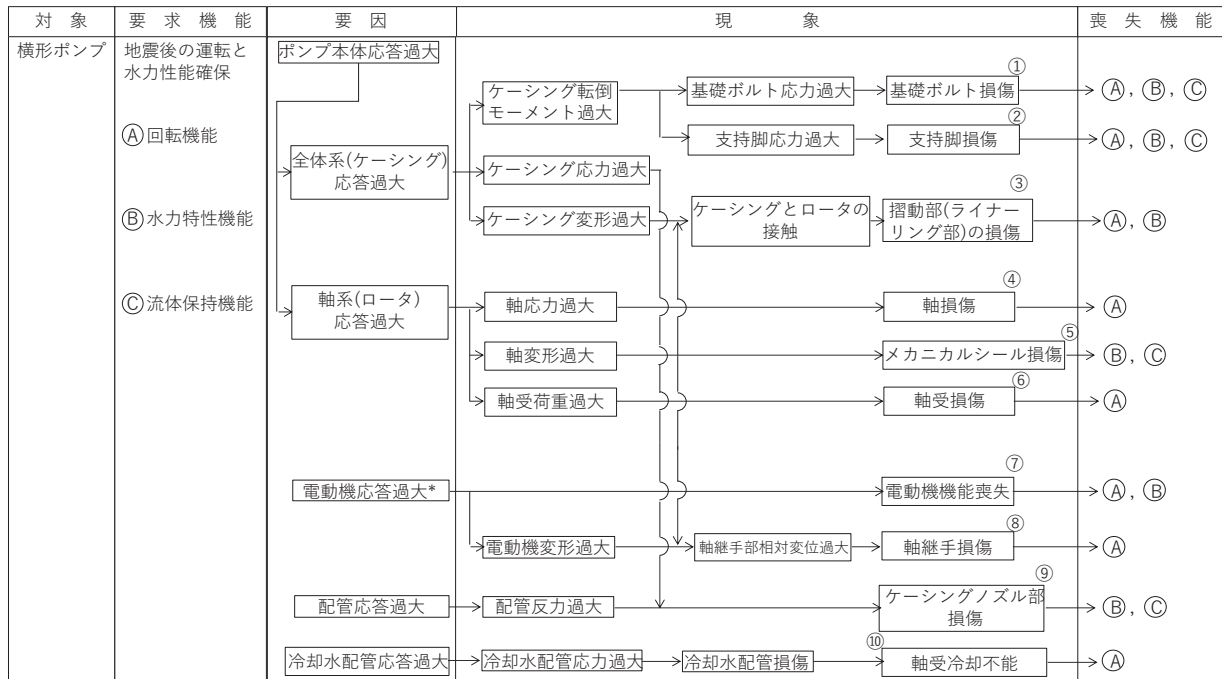 対象
要求機能
要因
現象
喪失機能
横形ポンプ
地震後の運転と
水力性能確保
Ⓐ回転機能
Ⓑ水力特性機能
Ⓒ流体保持機能
ポンプ本体応答過大
全体系(ケーシング)
応答過大
ケーシング転倒
モーメント過大
基礎ボルト応力過大
①
基礎ボルト損傷
Ⓐ, Ⓑ, Ⓒ
支持脚応力過大
②
支持脚損傷
Ⓐ, Ⓑ, Ⓒ
ケーシング応力過大
ケーシング変形過大
ケーシングとロータの
接触
③
摺動部(ライナー
リング部)の損傷
Ⓐ, Ⓑ
軸系(ロータ)
応答過大
軸応力過大
④
軸損傷
Ⓐ
軸変形過大
⑤
メカニカルシール損傷
Ⓑ, Ⓒ
軸受荷重過大
⑥
軸受損傷
Ⓐ
電動機応答過大*
⑦
電動機機能喪失
Ⓐ, Ⓑ
電動機変形過大
軸継手部相対変位過大
⑧
軸継手損傷
Ⓐ
配管応答過大
配管反力過大
⑨
ケーシングノズル部
損傷
Ⓑ, Ⓒ
冷却水配管応答過大
冷却水配管応力過大
冷却水配管損傷
⑩
軸受冷却不能
Ⓐ